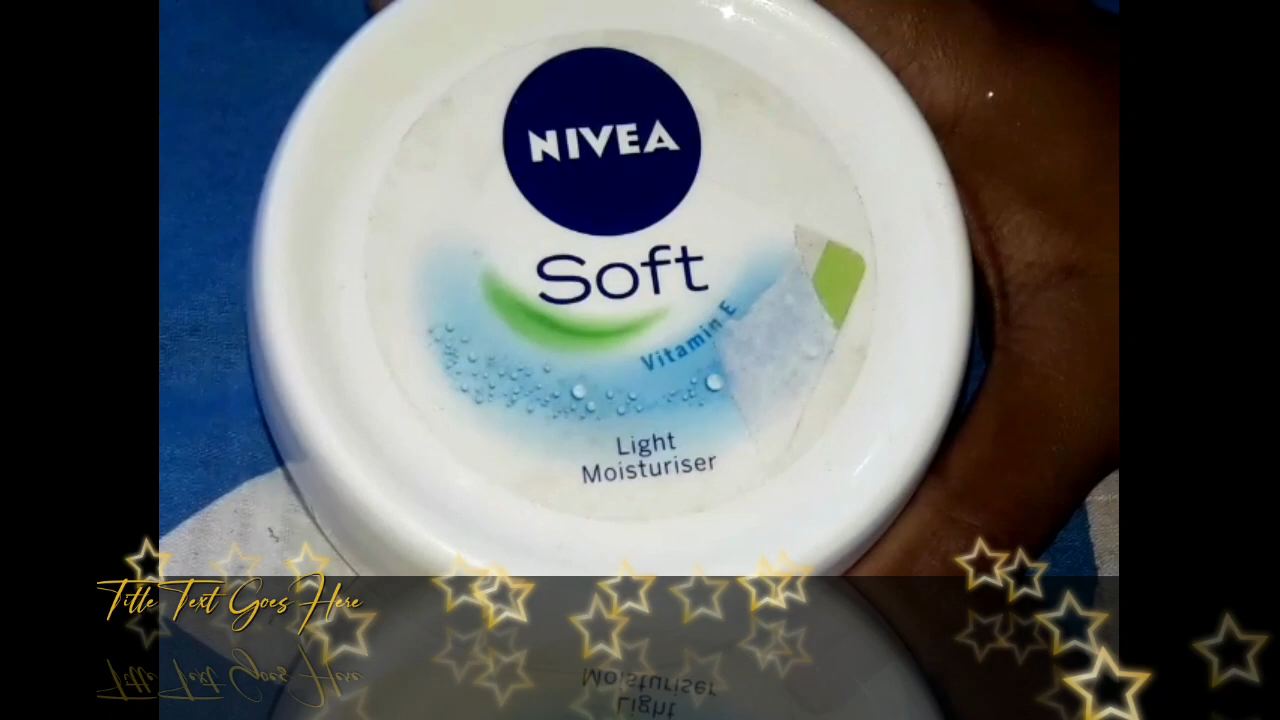 NIVEA
Soft
Vitamin E
Light
Moisturiser
Title Text Goes Here